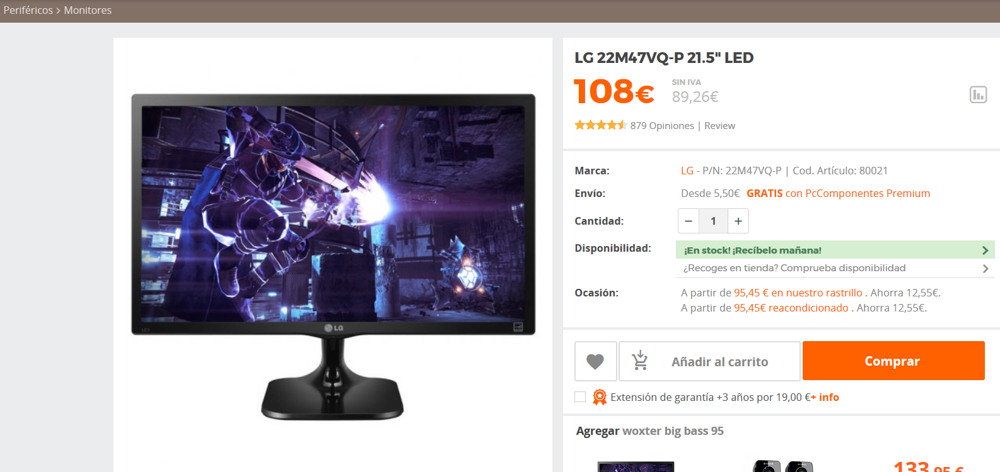 Periféricos > Monitores
LG 22M47VQ-P 21.5" LED
108€
SIN IVA
89,26€
879 Opiniones | Review
Marca:
LG - P/N: 22M47VQ-P | Cod. Artículo: 80021
Envío:
Desde 5,50€ GRATIS con PcComponentes Premium
Cantidad:
− 1 +
Disponibilidad:
¡En stock! ¡Recíbelo mañana!
¿Recoges en tienda? Comprueba disponibilidad
Ocasión:
A partir de 95,45 € en nuestro rastrillo . Ahorra 12,55€.
A partir de 95,45€ reacondicionado . Ahorra 12,55€.
Añadir al carrito
Comprar
Extensión de garantía +3 años por 19,00 €+ info
Agregar woxter big bass 95
133,95 €
LG
LED